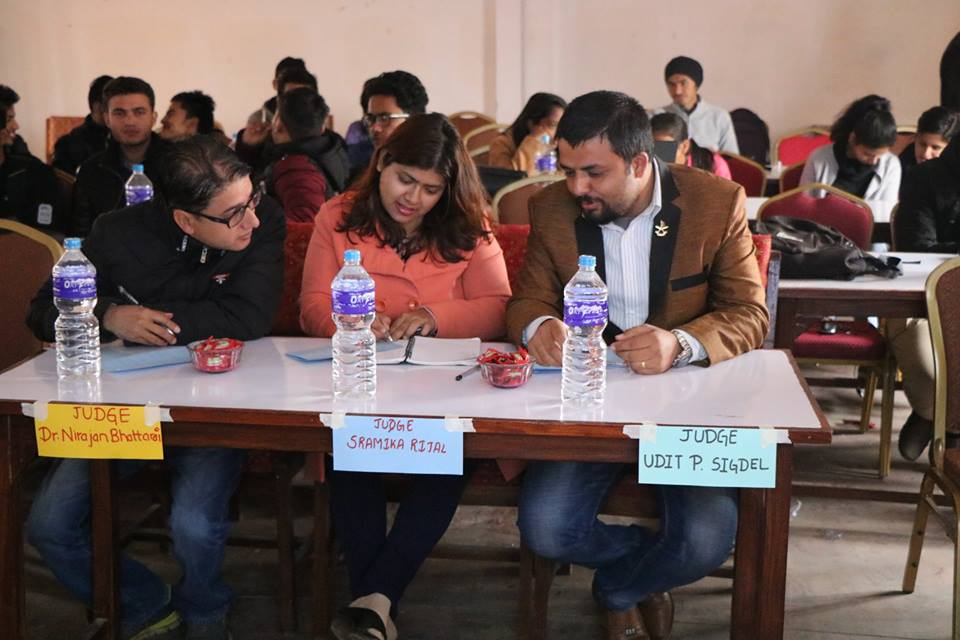 JUDGE
Dr. Nirajan Bhattarai
JUDGE
SRAMIKA RIJAL
JUDGE
UDIT P. SIGDEL